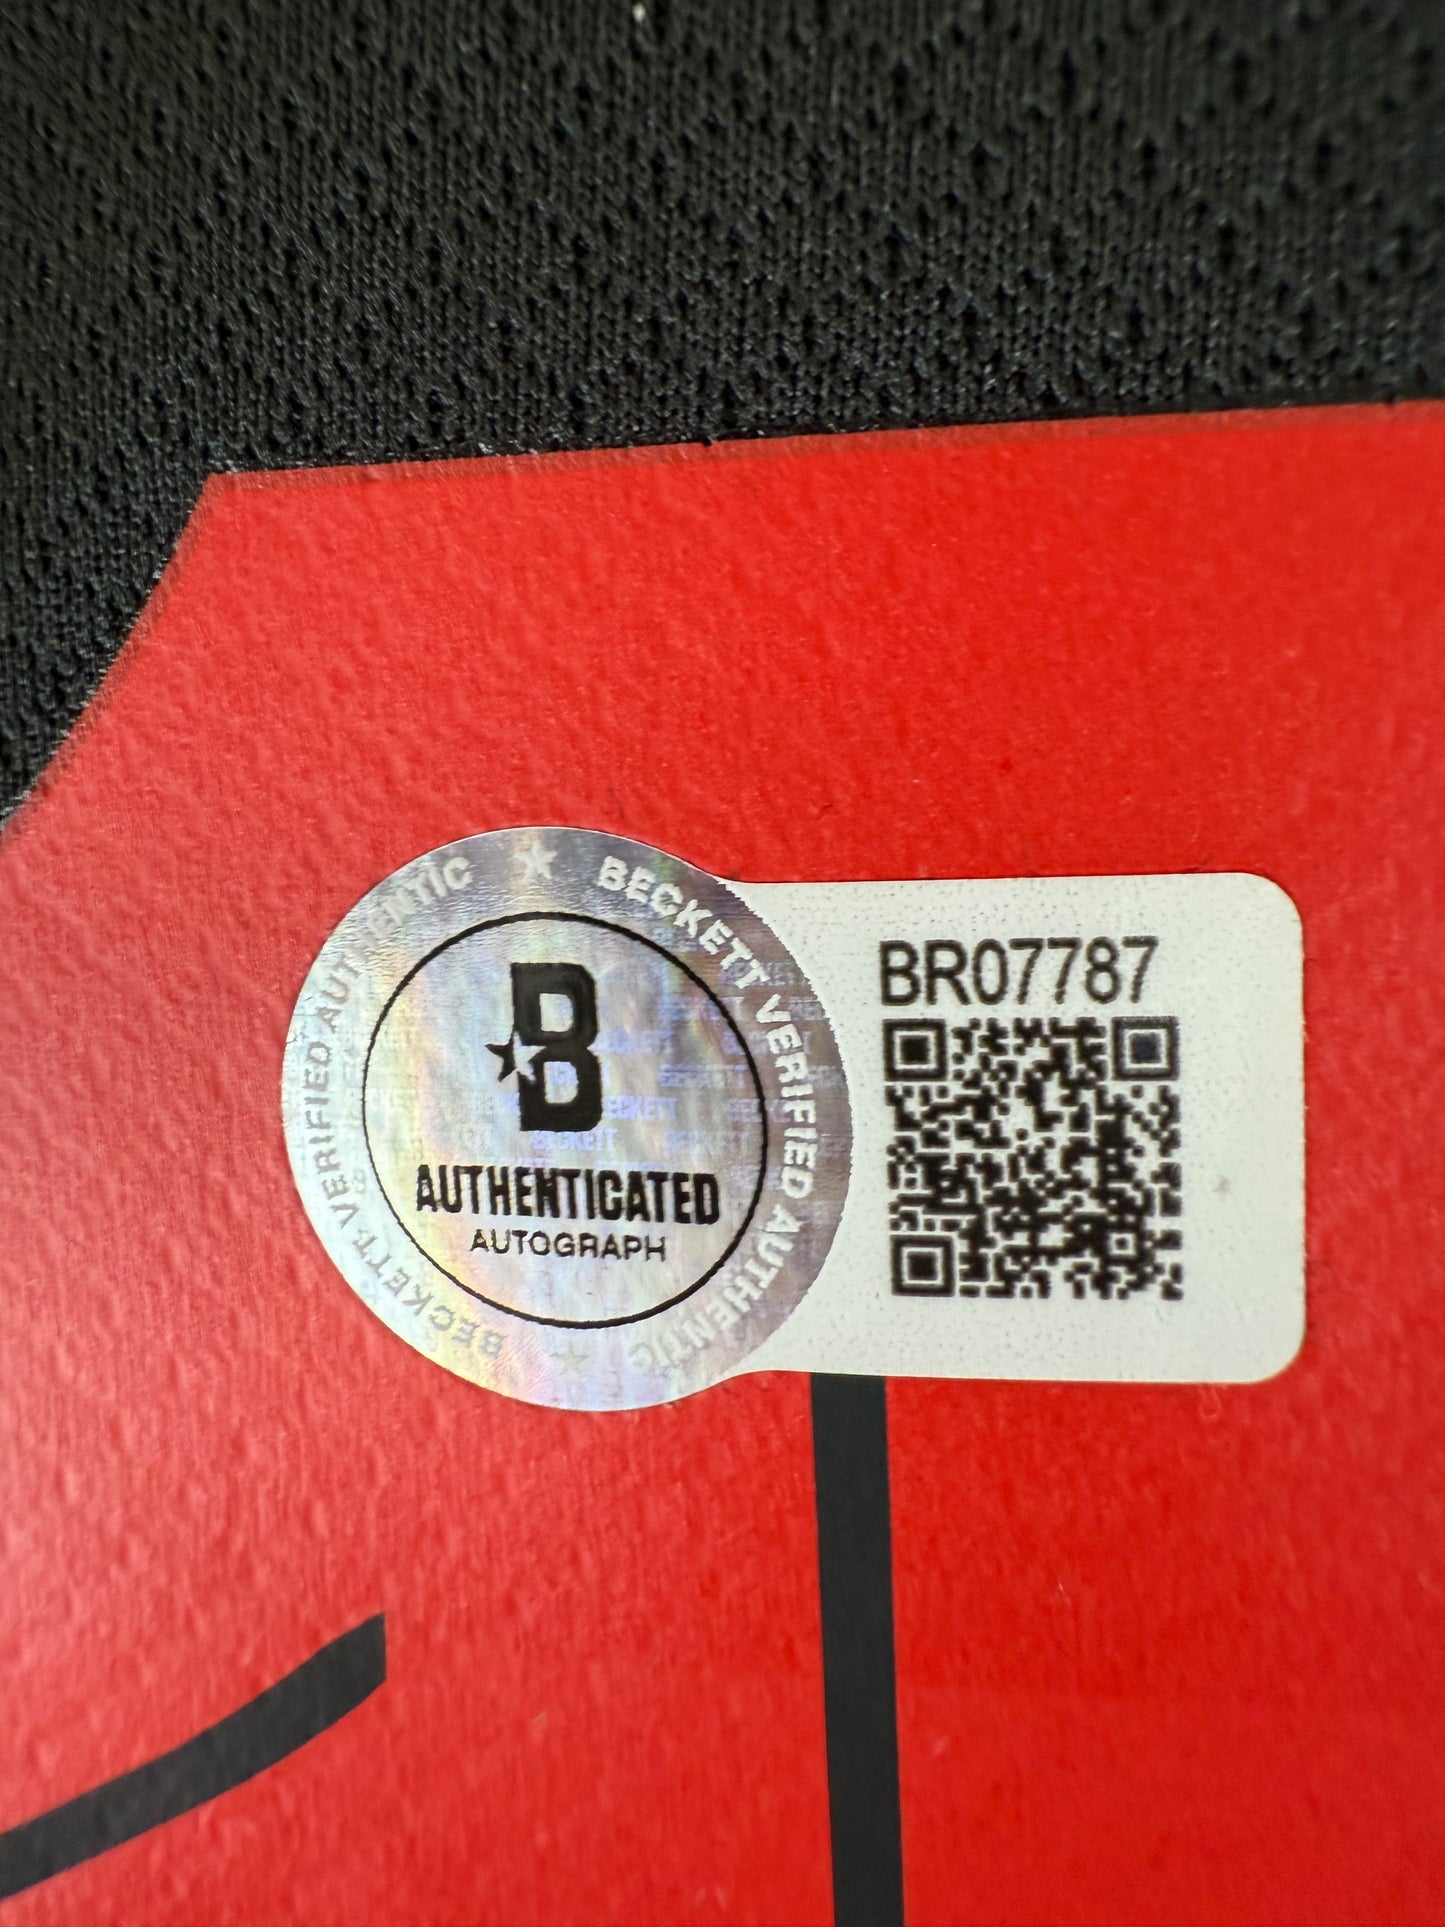 BECKETT VERIFIED AUTHENTIC
BECKETT VERIFIED AUTHENTIC
B
AUTHENTICATED
AUTOGRAPH
BR07787